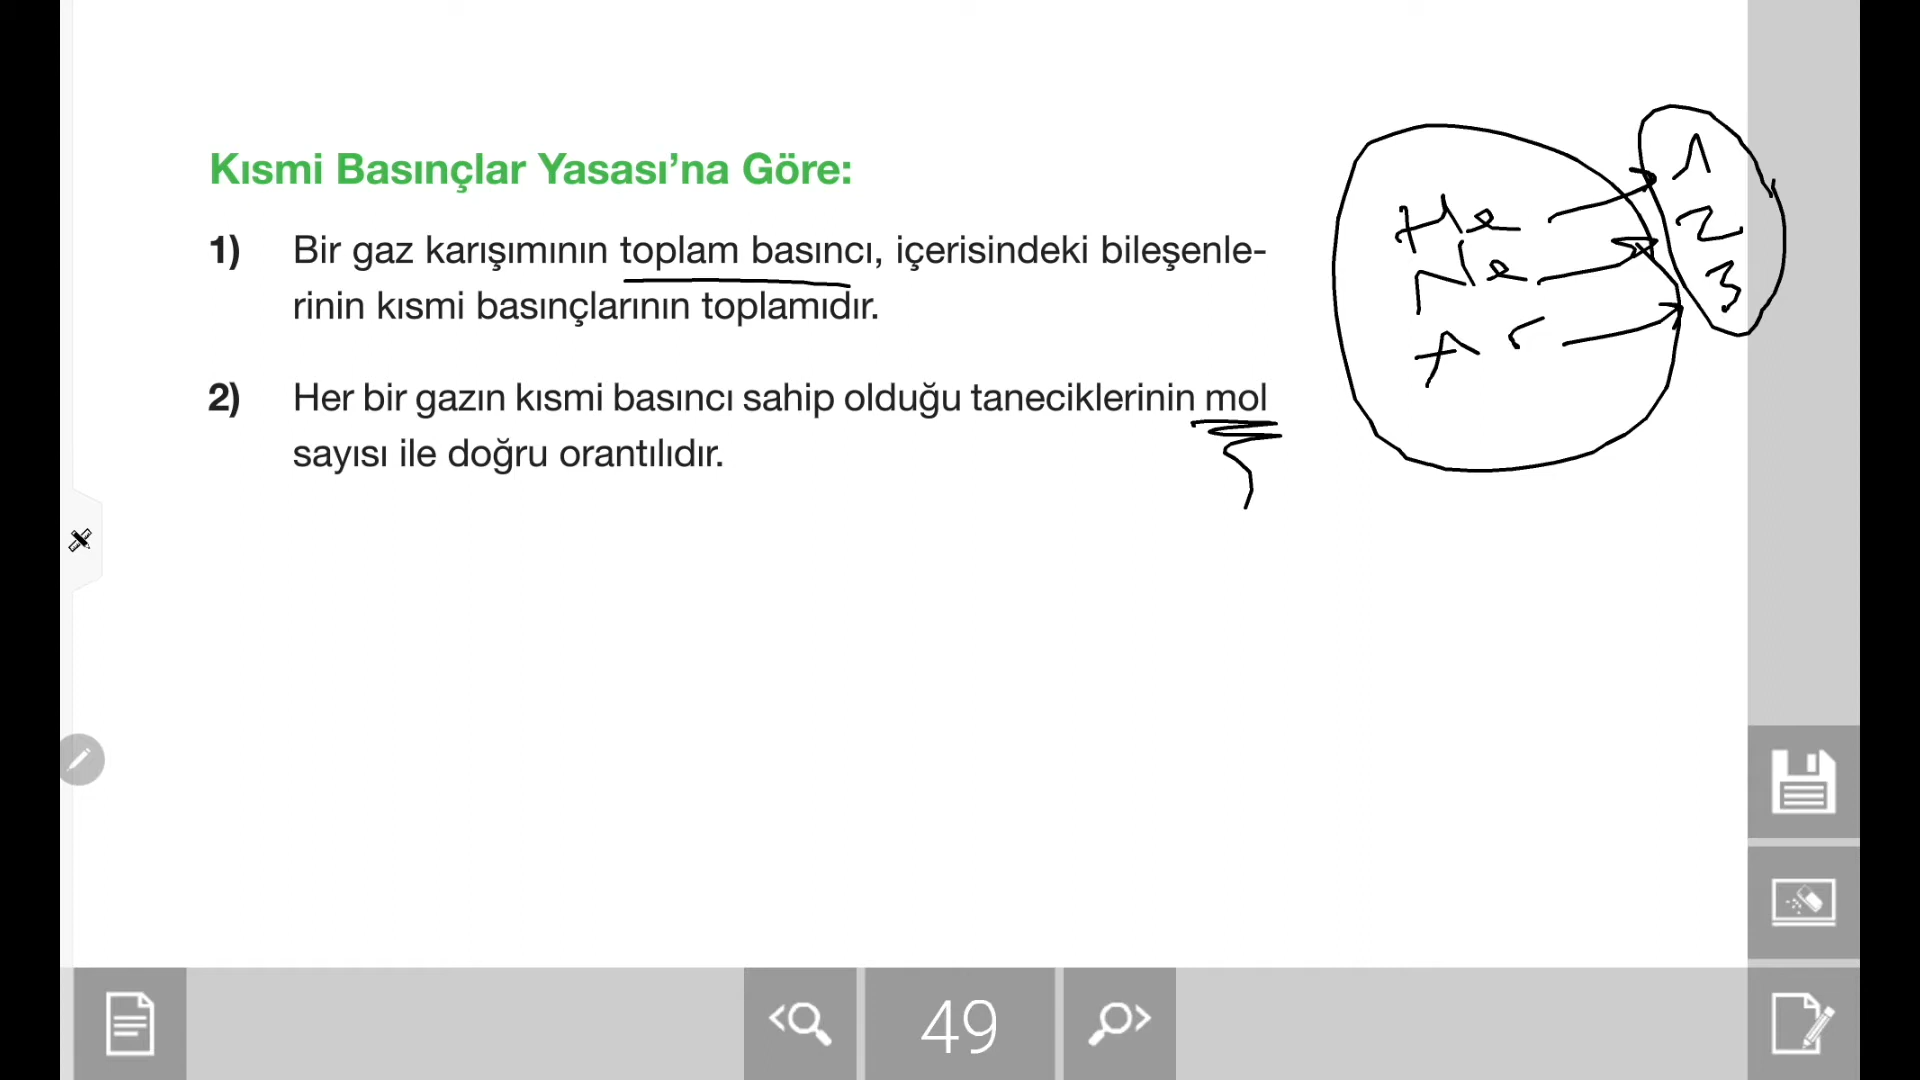 Kısmi Basınçlar Yasası’na Göre:
1) Bir gaz karışımının toplam basıncı, içerisindeki bileşenle-
rinin kısmi basınçlarının toplamıdır.
2) Her bir gazın kısmi basıncı sahip olduğu taneciklerinin mol
sayısı ile doğru orantılıdır.
He 1
Ne 2
Ar 3
49